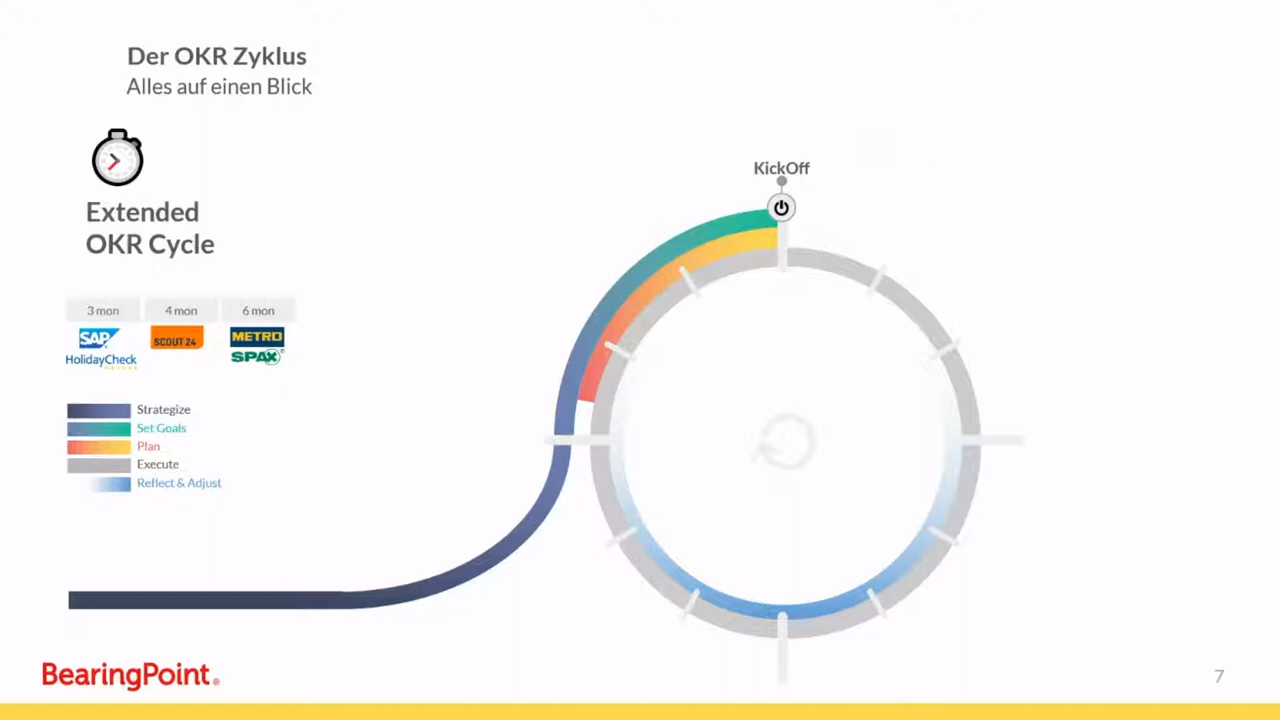 Der OKR Zyklus
Alles auf einen Blick
KickOff
Extended
OKR Cycle
3 mon
4 mon
6 mon
SAP
SCOUT 24
METRO
HolidayCheck
SPAX®
Strategize
Set Goals
Plan
Execute
Reflect & Adjust
BearingPoint®
7